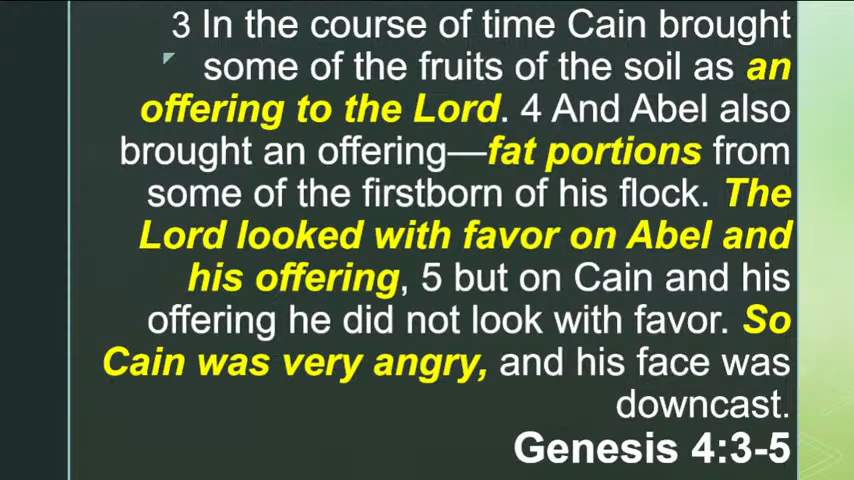 3 In the course of time Cain brought
some of the fruits of the soil as an
offering to the Lord. 4 And Abel also
brought an offering—fat portions from
some of the firstborn of his flock. The
Lord looked with favor on Abel and
his offering, 5 but on Cain and his
offering he did not look with favor. So
Cain was very angry, and his face was
downcast.
Genesis 4:3-5